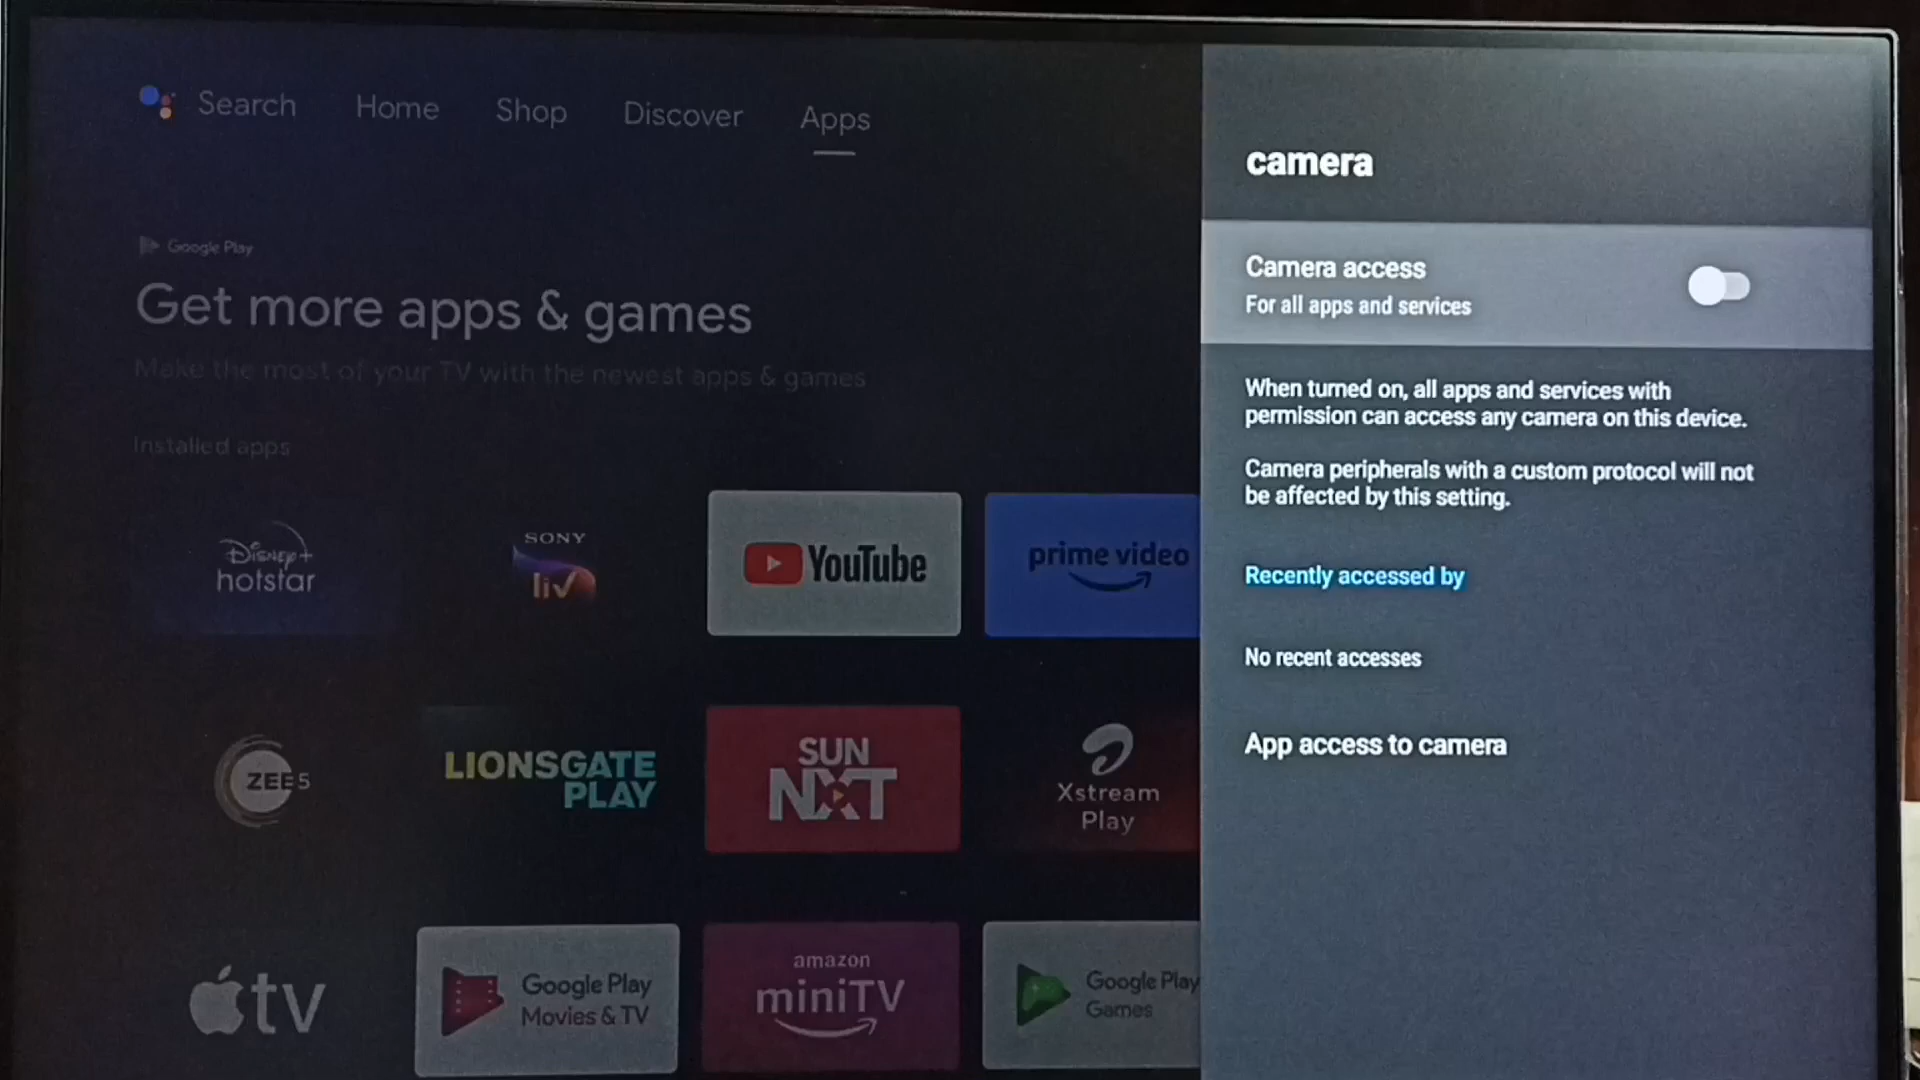 Search Home Shop Discover Apps
Google Play
Get more apps & games
Make the most of your TV with the newest apps & games
Installed apps
Disney+
hotstar
SONY
liv
YouTube
prime video
ZEE5
LIONSGATE
PLAY
SUN
NXT
Xstream
Play
tv
Google Play
Movies & TV
amazon
miniTV
Google Play
Games
camera
Camera access
For all apps and services
When turned on, all apps and services with
permission can access any camera on this device.
Camera peripherals with a custom protocol will not
be affected by this setting.
Recently accessed by
No recent accesses
App access to camera